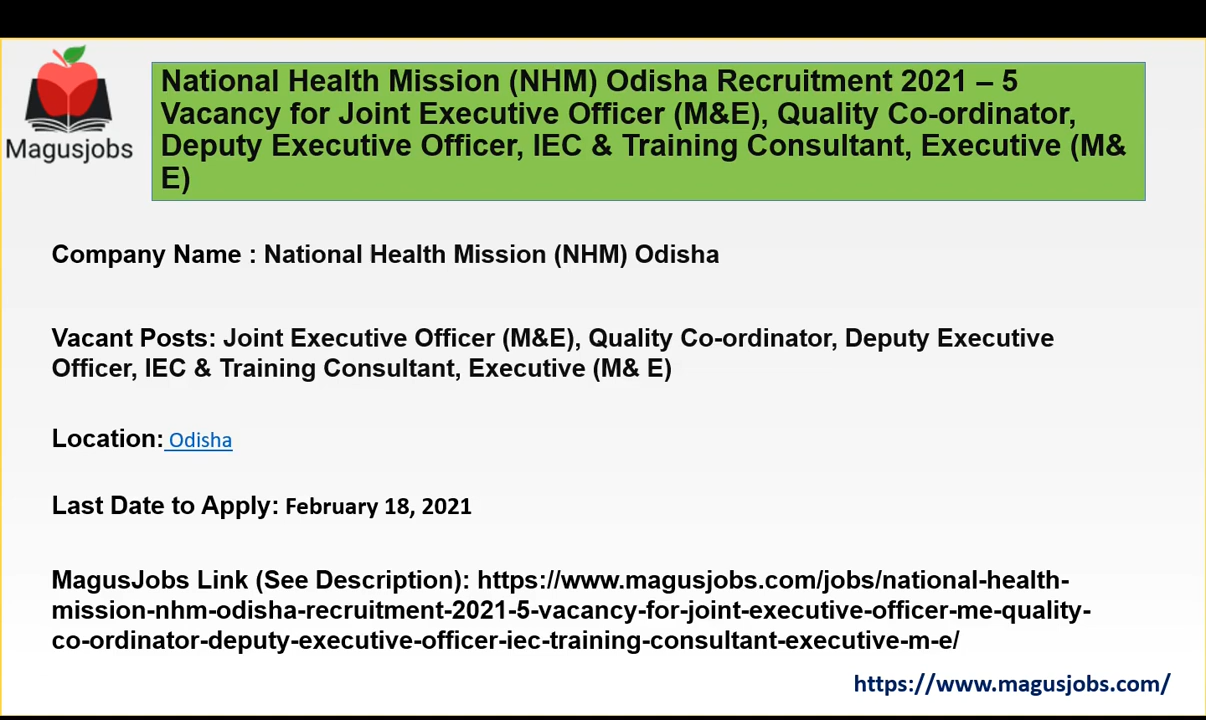 Magusjobs
National Health Mission (NHM) Odisha Recruitment 2021 – 5
Vacancy for Joint Executive Officer (M&E), Quality Co-ordinator,
Deputy Executive Officer, IEC & Training Consultant, Executive (M&
E)
Company Name : National Health Mission (NHM) Odisha
Vacant Posts: Joint Executive Officer (M&E), Quality Co-ordinator, Deputy Executive
Officer, IEC & Training Consultant, Executive (M& E)
Location: Odisha
Last Date to Apply: February 18, 2021
MagusJobs Link (See Description): https://www.magusjobs.com/jobs/national-health-
mission-nhm-odisha-recruitment-2021-5-vacancy-for-joint-executive-officer-me-quality-
co-ordinator-deputy-executive-officer-iec-training-consultant-executive-m-e/
https://www.magusjobs.com/